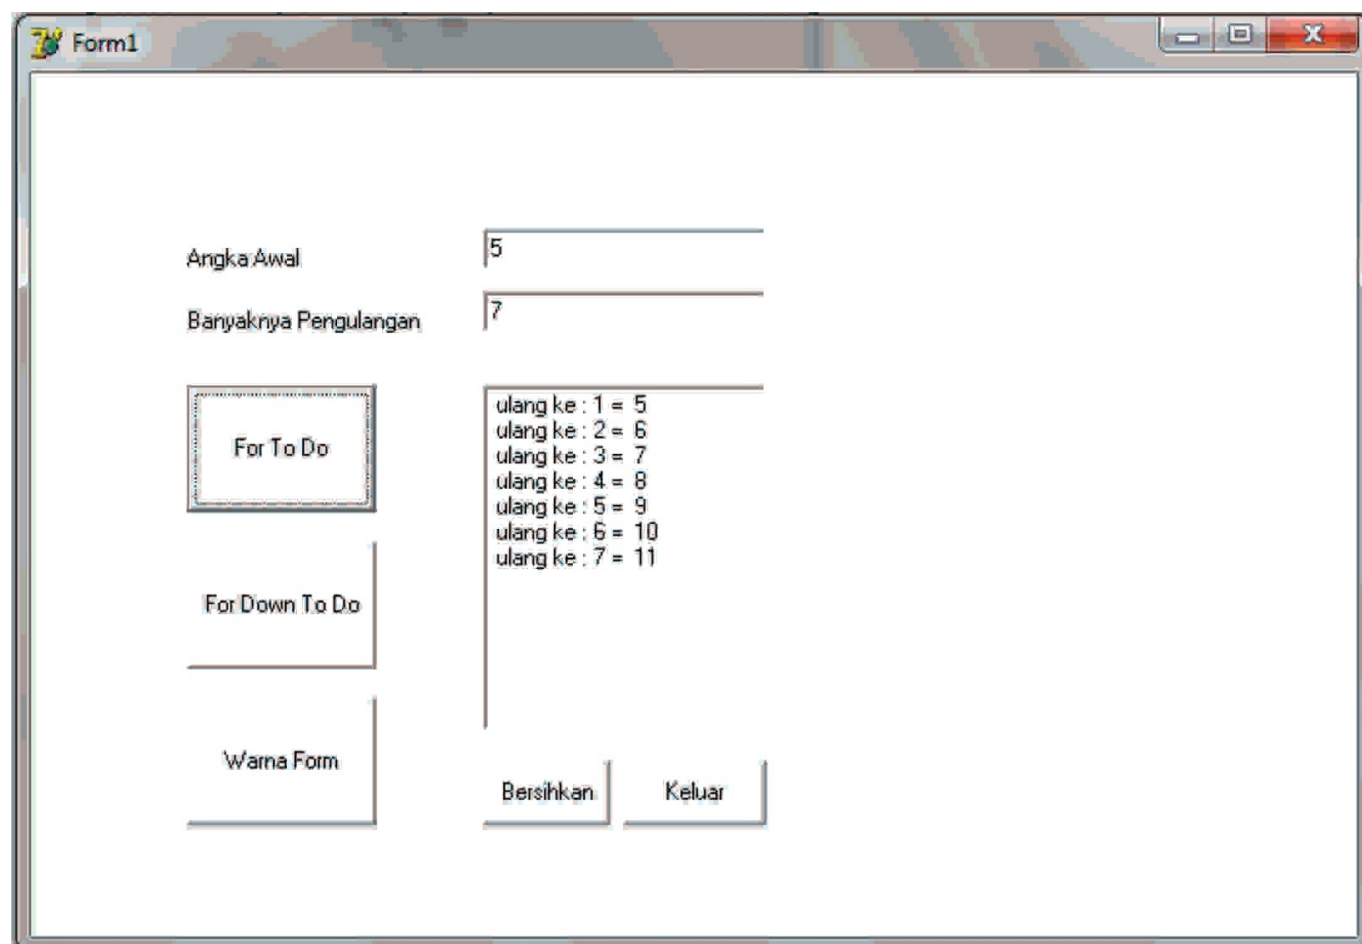 Form1
Angka Awal
5
Banyaknya Pengulangan
7
For To Do
ulang ke : 1 = 5
ulang ke : 2 = 6
ulang ke : 3 = 7
ulang ke : 4 = 8
ulang ke : 5 = 9
ulang ke : 6 = 10
ulang ke : 7 = 11
For Down To Do
Warna Form
Bersihkan
Keluar